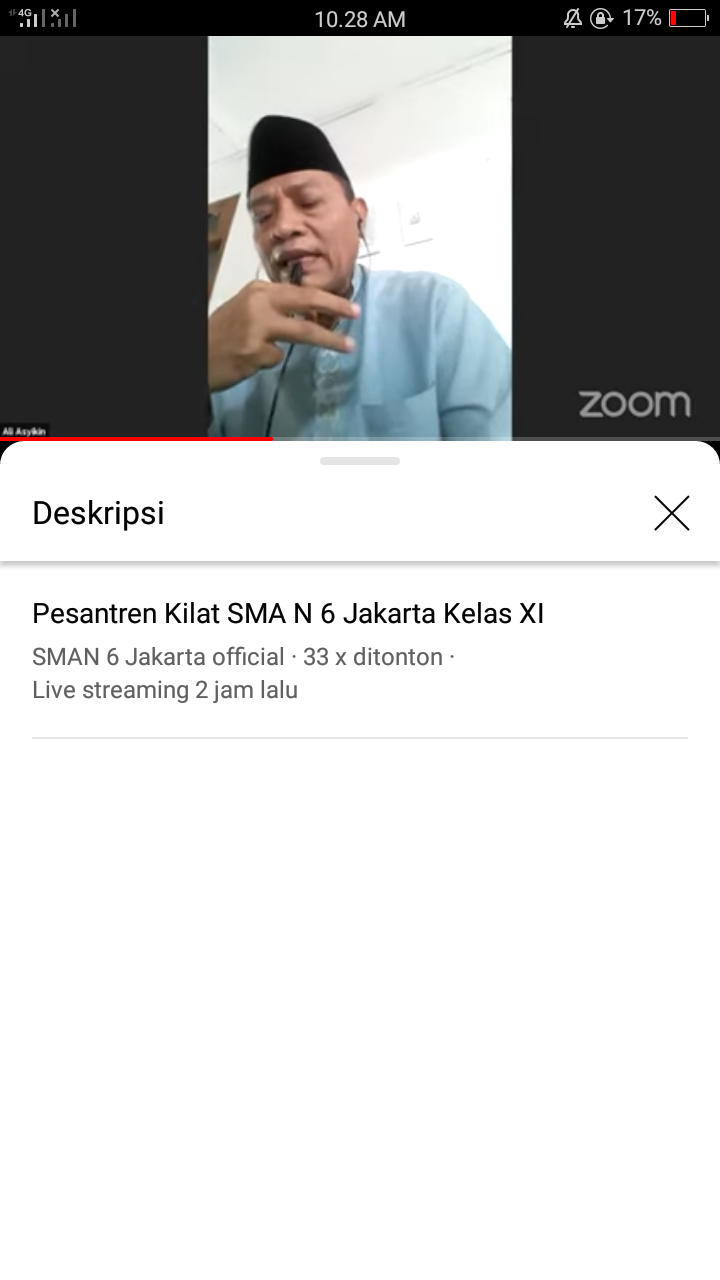 4G
10.28 AM
17%
zoom
Ali Asyikin
Deskripsi
Pesantren Kilat SMA N 6 Jakarta Kelas XI
SMAN 6 Jakarta official · 33 x ditonton ·
Live streaming 2 jam lalu